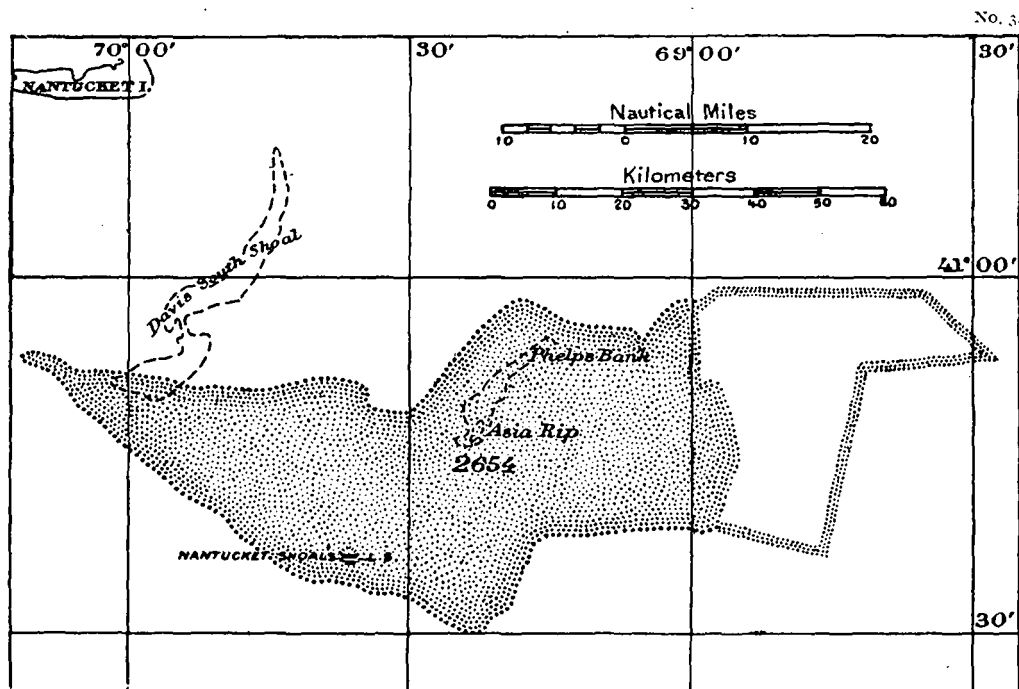 No. 3
70°00' 30' 69°00' 30'
NANTUCKET I.
Nautical Miles
10 0 10 20
Kilometers
0 10 20 30 40 50 60
Davis South Shoal
41°00'
Phelps Bank
Asia Rip
2654
NANTUCKET SHOALS L S
30'